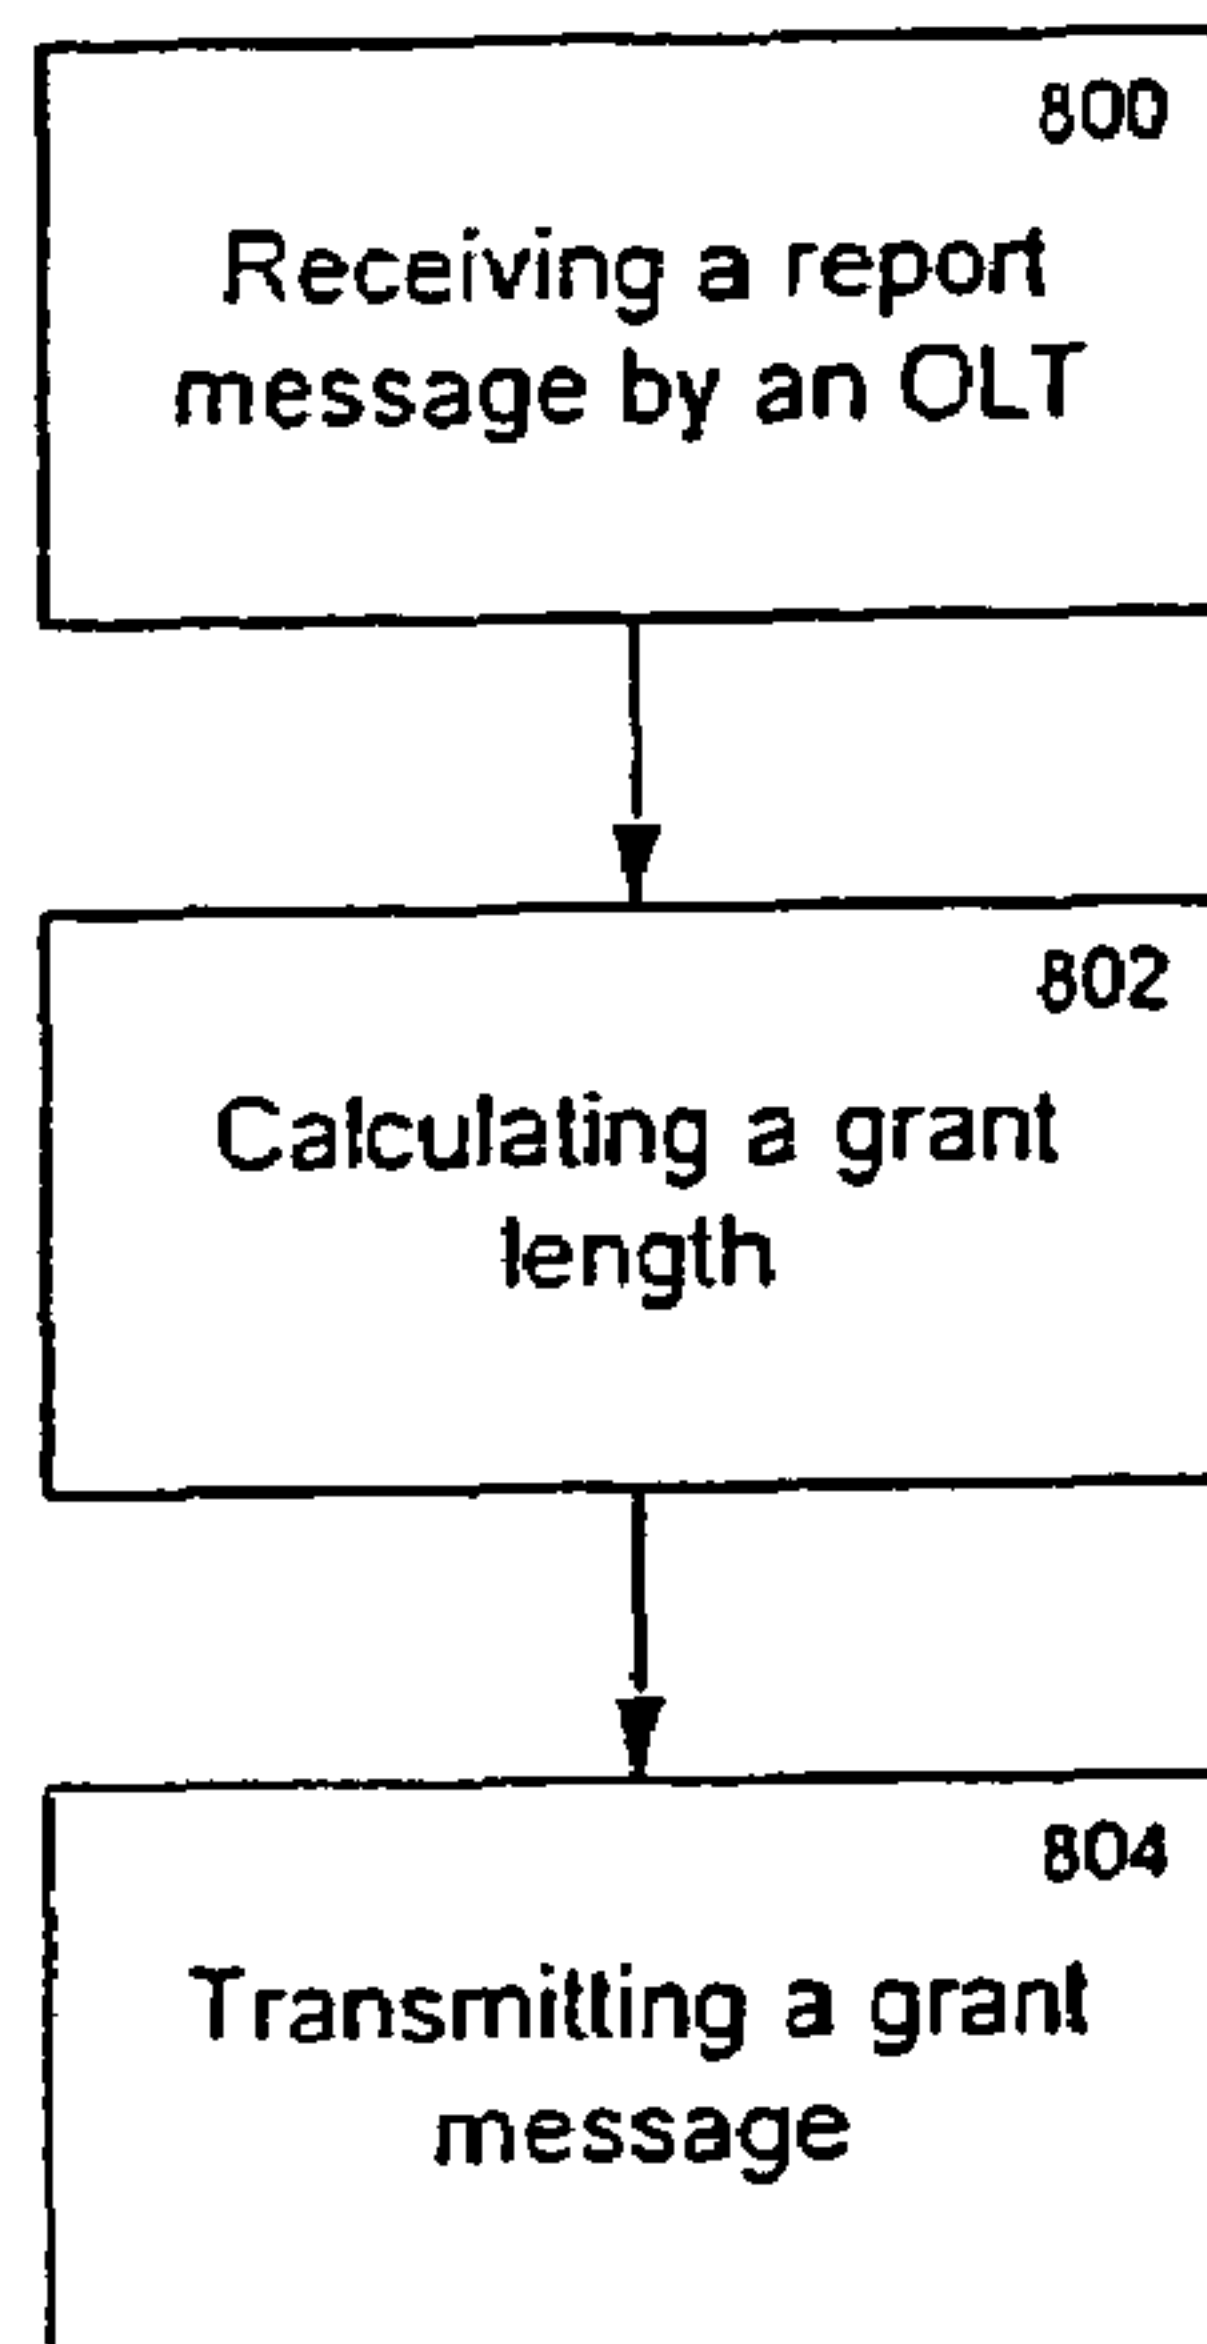 800
Receiving a report
message by an OLT
802
Calculating a grant
length
804
Transmitting a grant
message